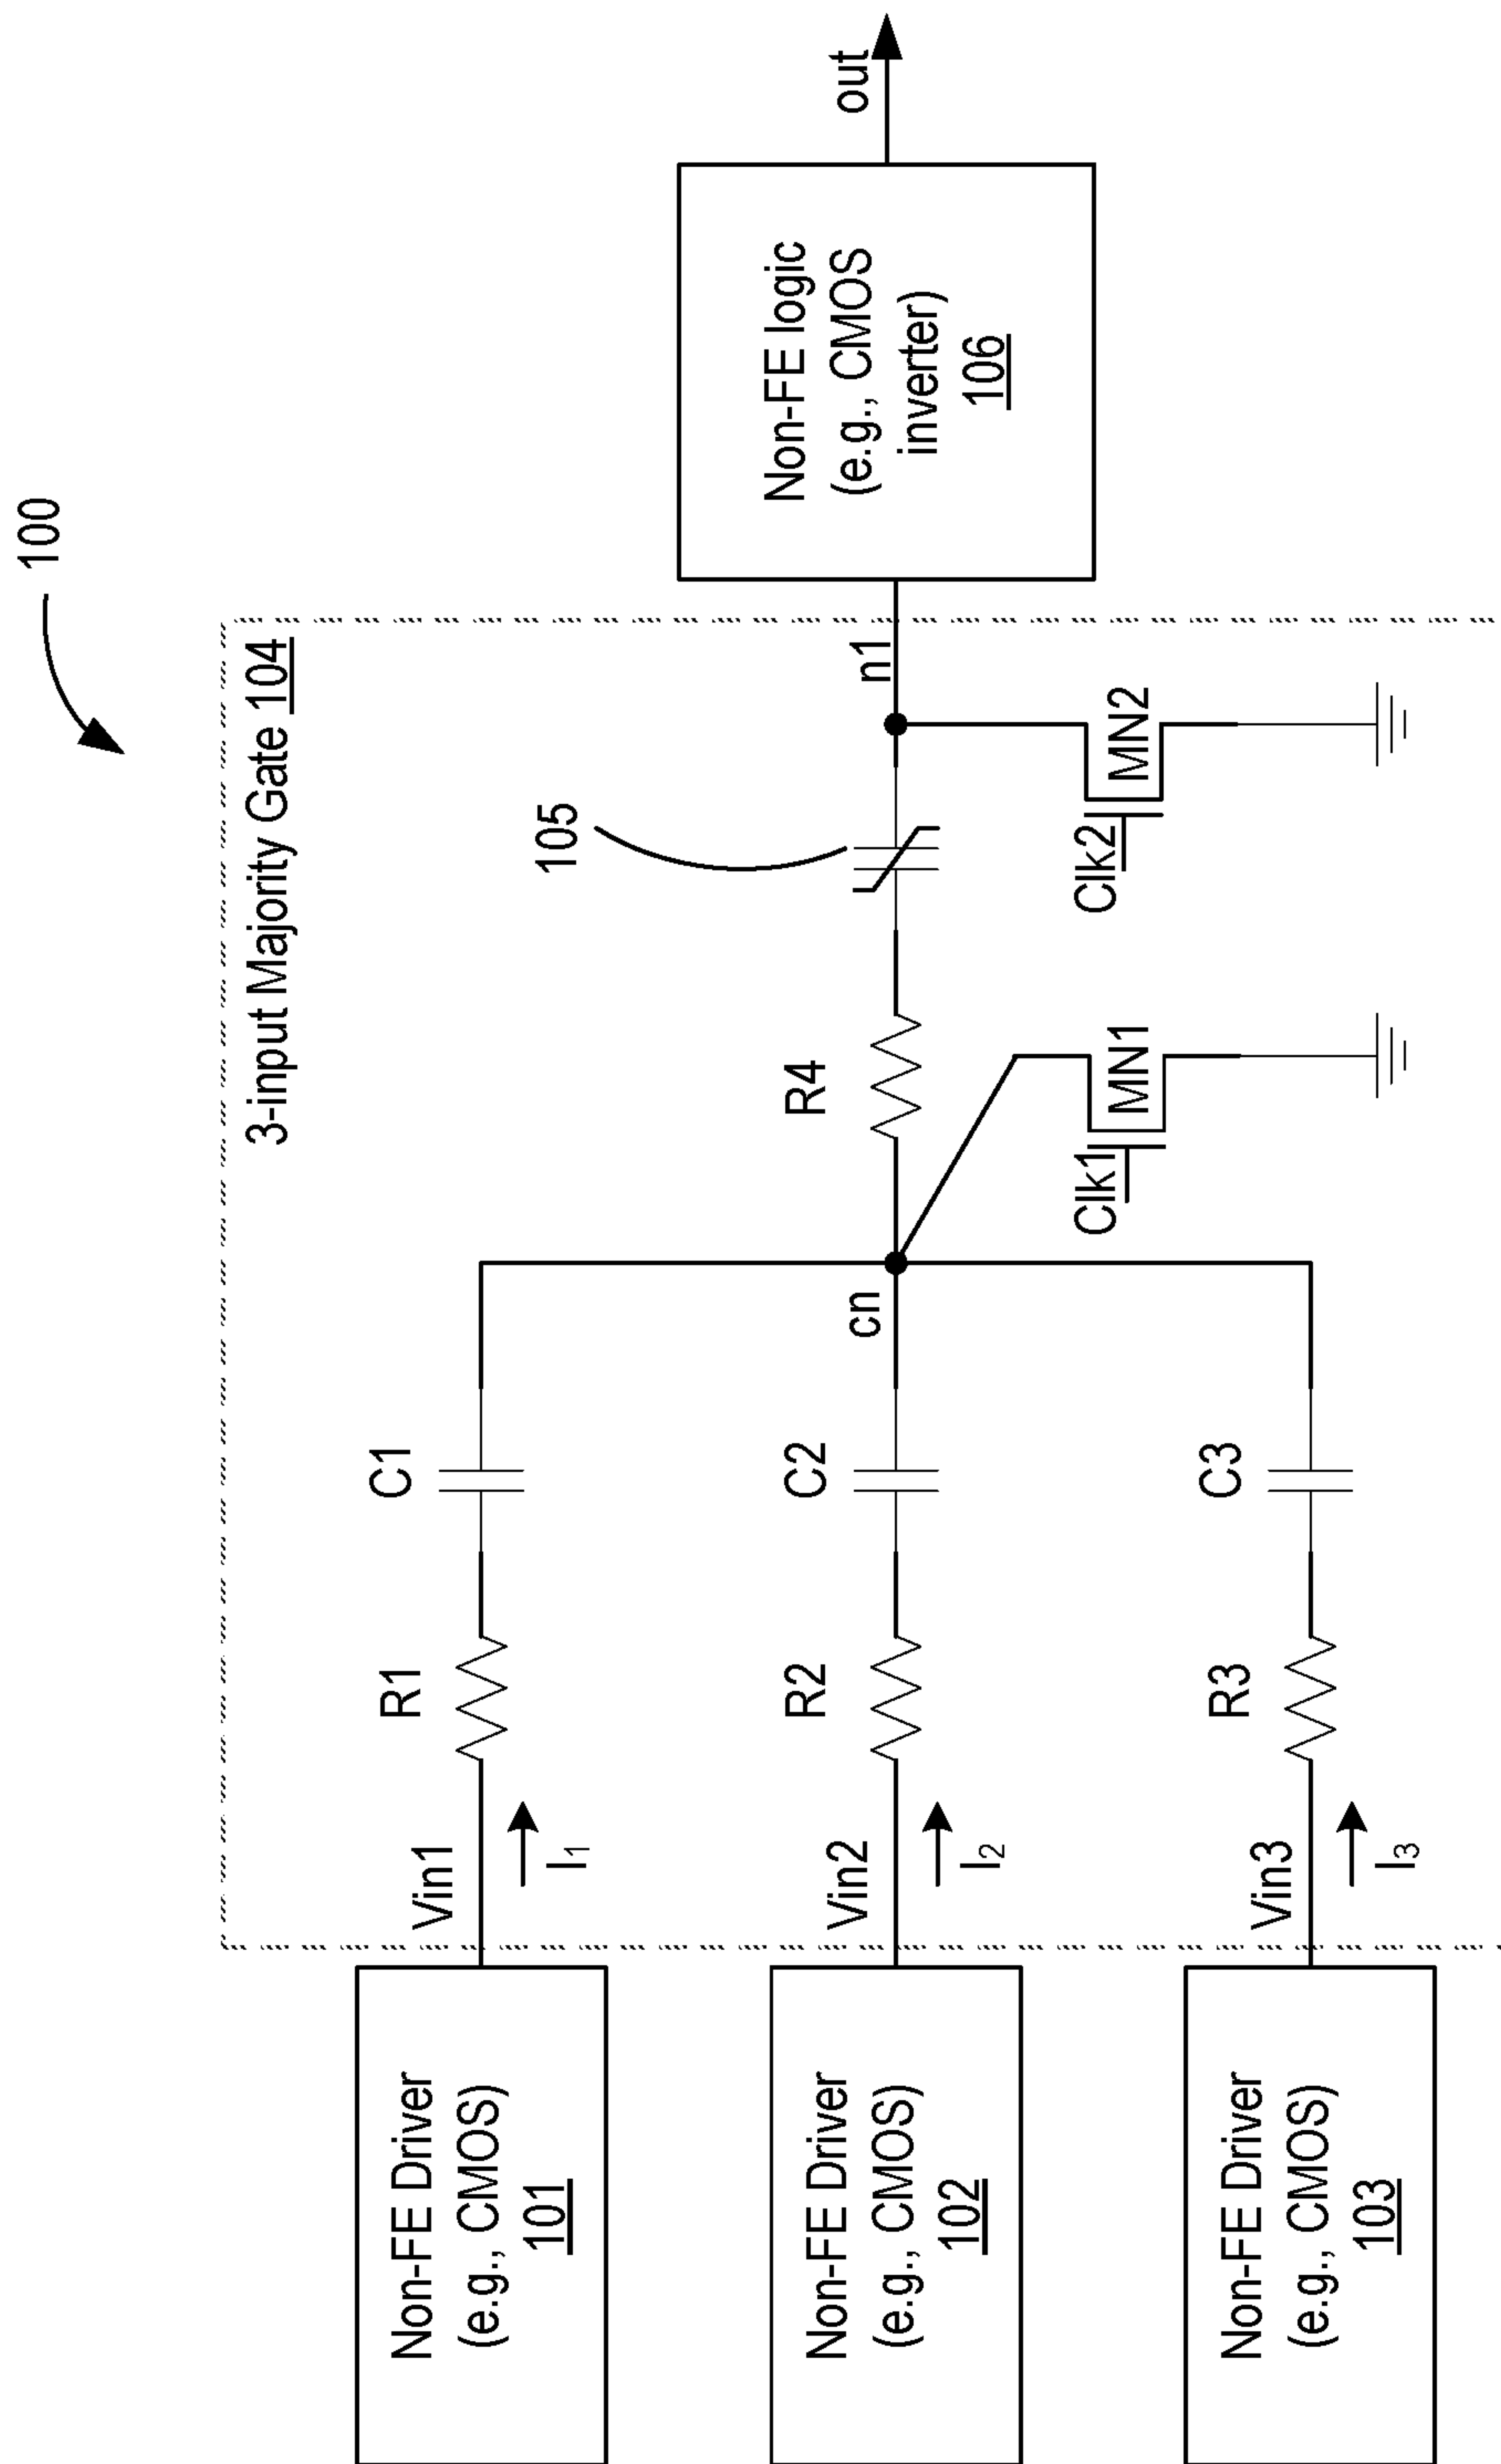 100
3-input Majority Gate 104
Non-FE Driver
(e.g., CMOS)
101
Vin1
I1
R1
C1
Non-FE Driver
(e.g., CMOS)
102
Vin2
I2
R2
C2
cn
R4
105
n1
Non-FE logic
(e.g., CMOS
inverter)
106
out
Clk1
MN1
Clk2
MN2
Non-FE Driver
(e.g., CMOS)
103
Vin3
I3
R3
C3